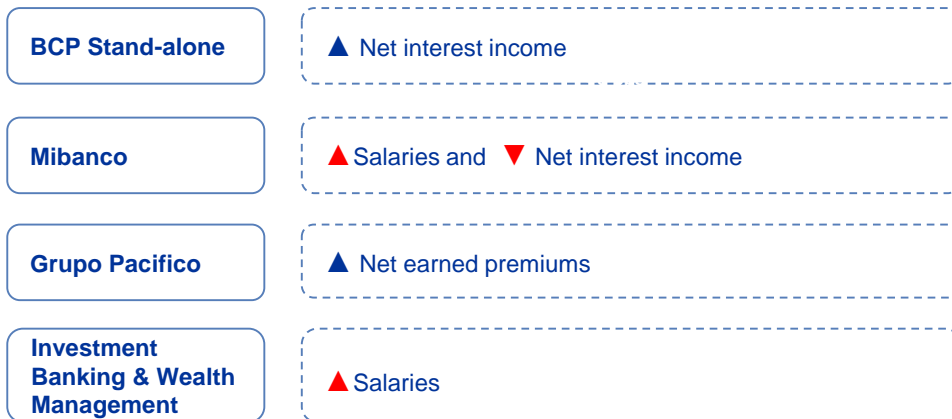 BCP Stand-alone
▲ Net interest income
Mibanco
▲ Salaries and ▼ Net interest income
Grupo Pacifico
▲ Net earned premiums
Investment
Banking & Wealth
Management
▲ Salaries